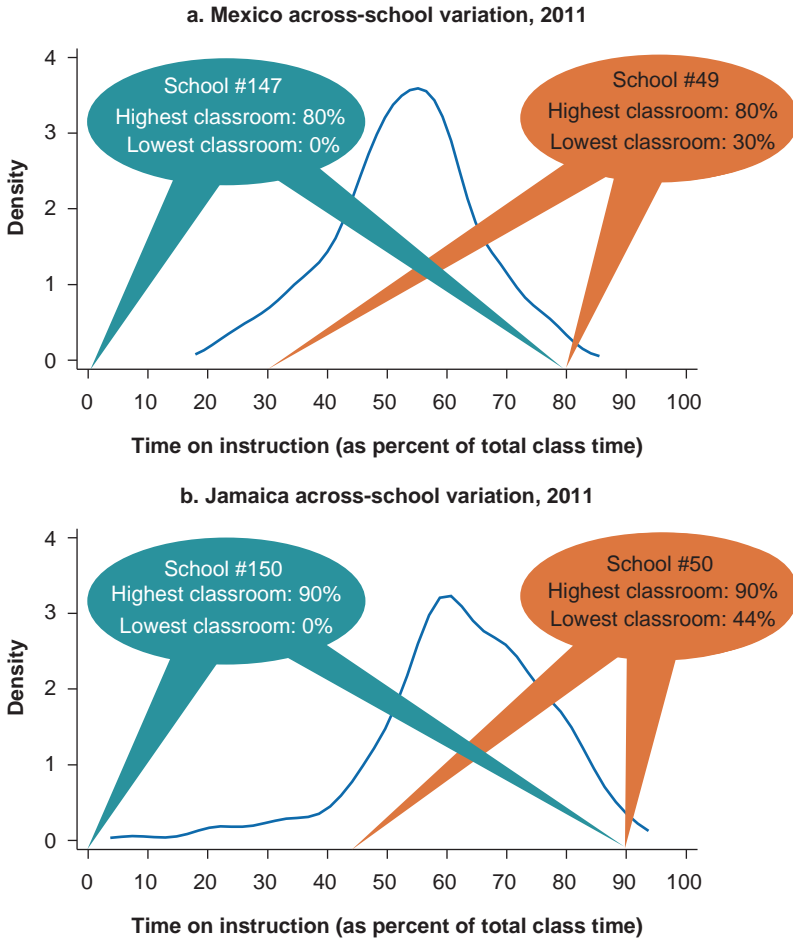 a. Mexico across-school variation, 2011
Density
4
3
2
1
0
School #147
Highest classroom: 80%
Lowest classroom: 0%
School #49
Highest classroom: 80%
Lowest classroom: 30%
0 10 20 30 40 50 60 70 80 90 100
Time on instruction (as percent of total class time)
b. Jamaica across-school variation, 2011
Density
4
3
2
1
0
School #150
Highest classroom: 90%
Lowest classroom: 0%
School #50
Highest classroom: 90%
Lowest classroom: 44%
0 10 20 30 40 50 60 70 80 90 100
Time on instruction (as percent of total class time)